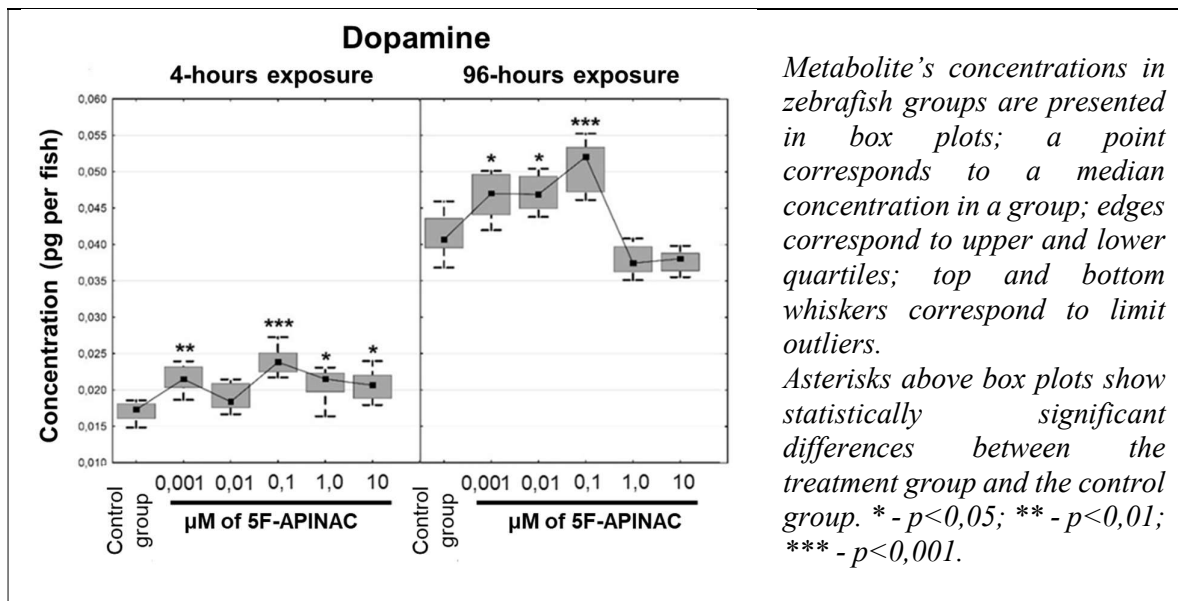 Dopamine
4-hours exposure 96-hours exposure
Concentration (pg per fish)
0,060
0,055
0,050
0,045
0,040
0,035
0,030
0,025
0,020
0,015
0,010
** *** * *
* * ***
Control group 0,001 0,01 0,1 1,0 10
µM of 5F-APINAC
Control group 0,001 0,01 0,1 1,0 10
µM of 5F-APINAC
Metabolite's concentrations in
zebrafish groups are presented
in box plots; a point
corresponds to a median
concentration in a group; edges
correspond to upper and lower
quartiles; top and bottom
whiskers correspond to limit
outliers.
Asterisks above box plots show
statistically significant
differences between the
treatment group and the control
group. * - p<0,05; ** - p<0,01;
*** - p<0,001.